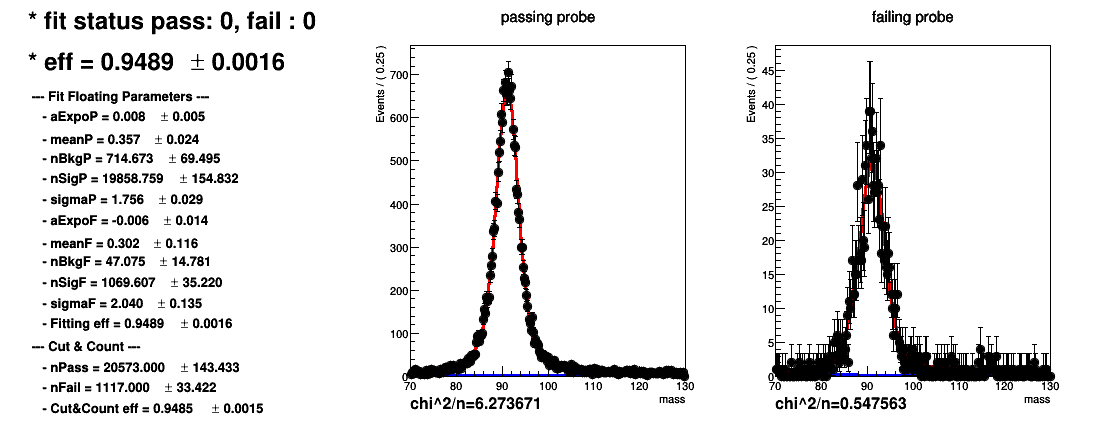 * fit status pass: 0, fail : 0
* eff = 0.9489 ± 0.0016
--- Fit Floating Parameters ---
- aExpoP = 0.008 ± 0.005
- meanP = 0.357 ± 0.024
- nBkgP = 714.673 ± 69.495
- nSigP = 19858.759 ± 154.832
- sigmaP = 1.756 ± 0.029
- aExpoF = -0.006 ± 0.014
- meanF = 0.302 ± 0.116
- nBkgF = 47.075 ± 14.781
- nSigF = 1069.607 ± 35.220
- sigmaF = 2.040 ± 0.135
- Fitting eff = 0.9489 ± 0.0016
--- Cut & Count ---
- nPass = 20573.000 ± 143.433
- nFail = 1117.000 ± 33.422
- Cut&Count eff = 0.9485 ± 0.0015
passing probe
Events / ( 0.25 )
700
600
500
400
300
200
100
0
70 80 90 100 110 120 130
mass
chi^2/n=6.273671
failing probe
Events / ( 0.25 )
45
40
35
30
25
20
15
10
5
0
70 80 90 100 110 120 130
mass
chi^2/n=0.547563